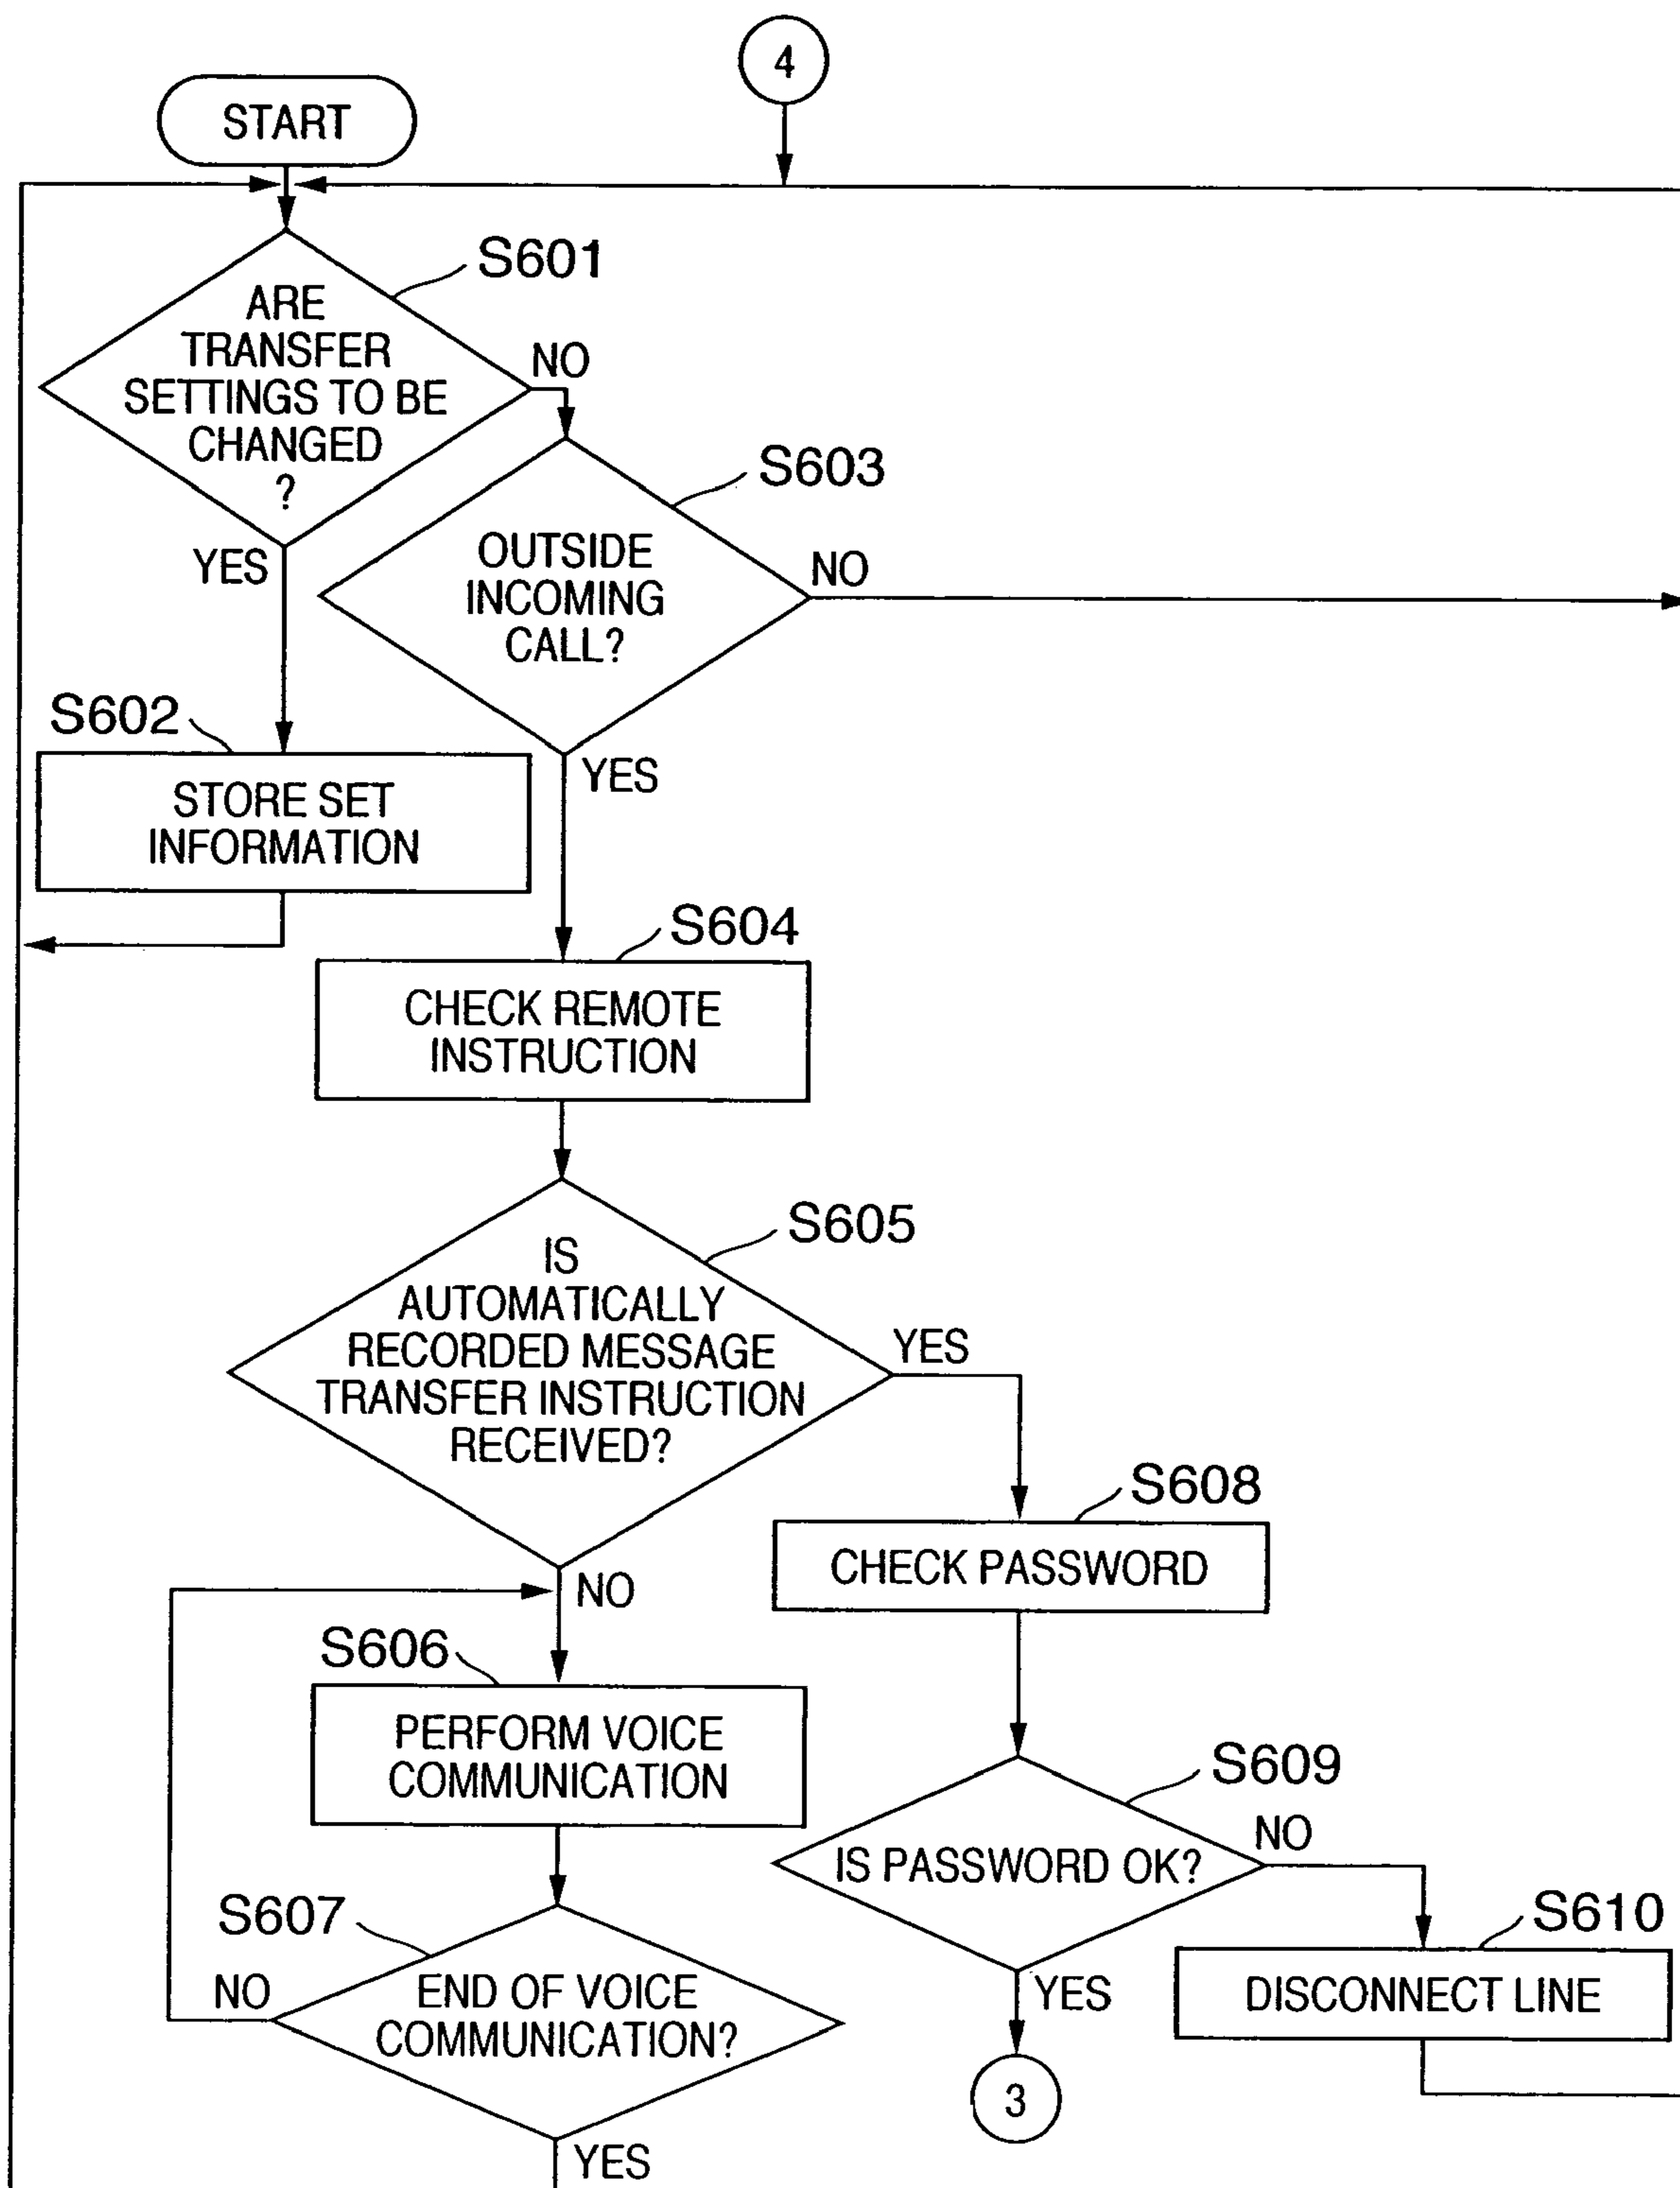 4
START
S601
ARE
TRANSFER
SETTINGS TO BE
CHANGED
?
NO
YES
S603
OUTSIDE
INCOMING
CALL?
NO
YES
S602
STORE SET
INFORMATION
S604
CHECK REMOTE
INSTRUCTION
S605
IS
AUTOMATICALLY
RECORDED MESSAGE
TRANSFER INSTRUCTION
RECEIVED?
YES
NO
S608
CHECK PASSWORD
S606
PERFORM VOICE
COMMUNICATION
S609
IS PASSWORD OK?
NO
YES
S607
END OF VOICE
COMMUNICATION?
NO
YES
S610
DISCONNECT LINE
3